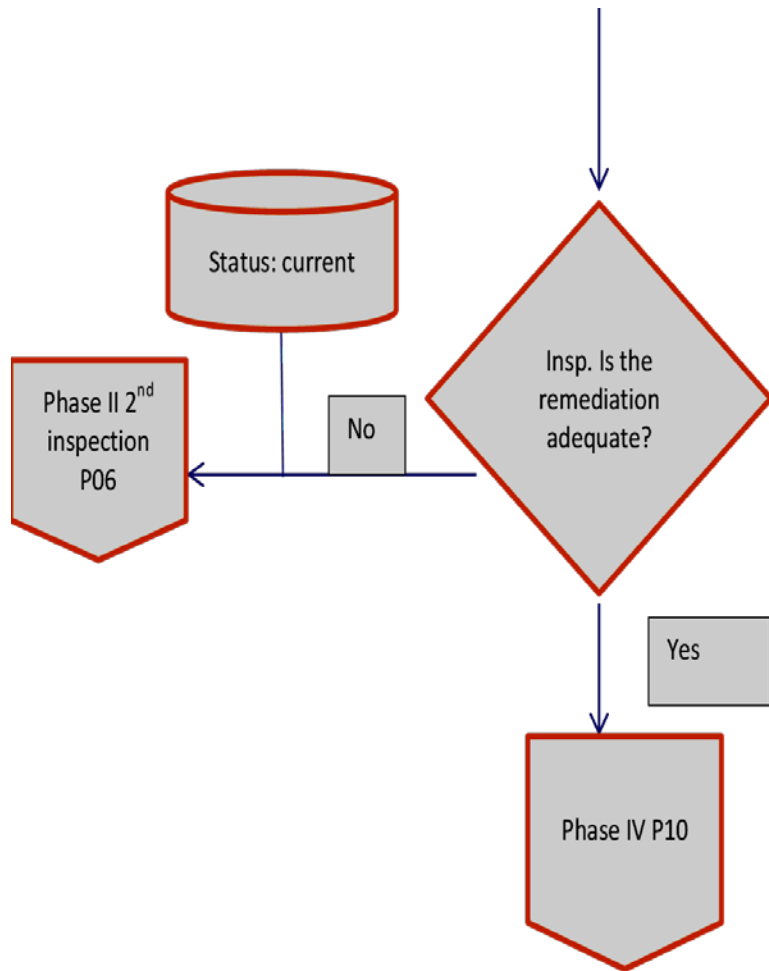 Status: current
Insp. Is the
remediation
adequate?
Phase II 2nd
inspection
P06
No
Yes
Phase IV P10